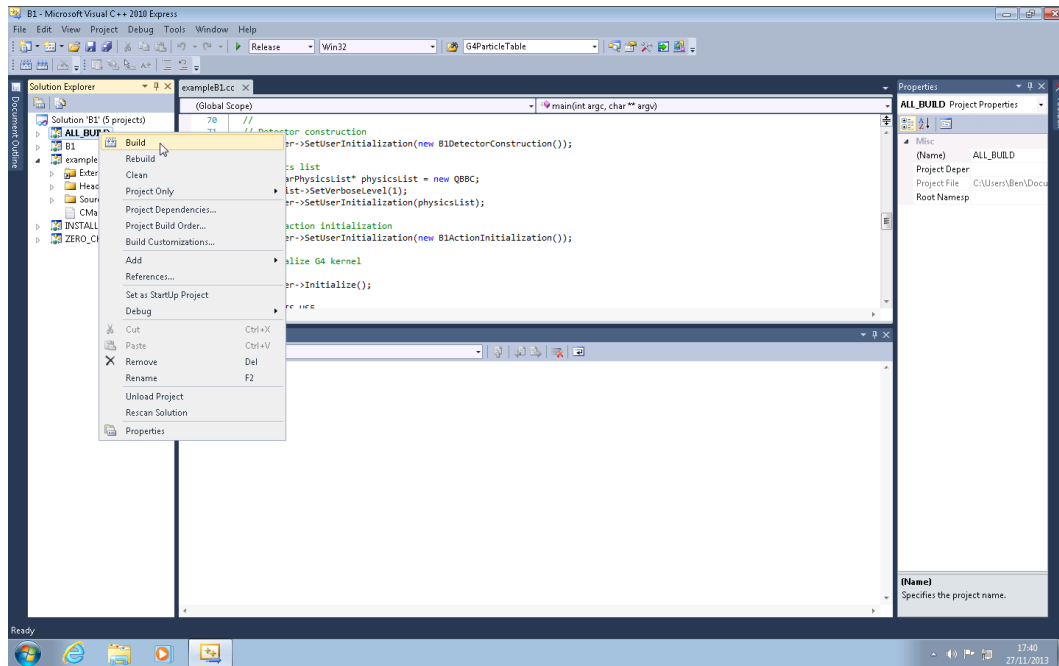 B1 - Microsoft Visual C++ 2010 Express
File Edit View Project Debug Tools Window Help
Release Win32 G4ParticleTable
Solution Explorer
exampleB1.cc
Properties
Document Outline
(Global Scope) main(int argc, char ** argv)
ALL_BUILD Project Properties
Solution 'B1' (5 projects)
ALL_BUILD
B1
example
Exter
Head
Sourc
CMa
INSTALL
ZERO_CH
Build
Rebuild
Clean
Project Only
Project Dependencies...
Project Build Order...
Build Customizations...
Add
References...
Set as StartUp Project
Debug
Cut Ctrl+X
Paste Ctrl+V
Remove Del
Rename F2
Unload Project
Rescan Solution
Properties
70 //
71 // Detector construction
er->SetUserInitialization(new B1DetectorConstruction());
cs list
arPhysicsList* physicsList = new QBBC;
ist->SetVerboseLevel(1);
er->SetUserInitialization(physicsList);
action initialization
er->SetUserInitialization(new B1ActionInitialization());
alize G4 kernel
er->Initialize();
Misc
(Name) ALL_BUILD
Project Deper
Project File C:\Users\Ben\Docu
Root Namesp
(Name)
Specifies the project name.
Ready
17:40
27/11/2013